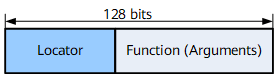 128 bits
Locator
Function (Arguments)